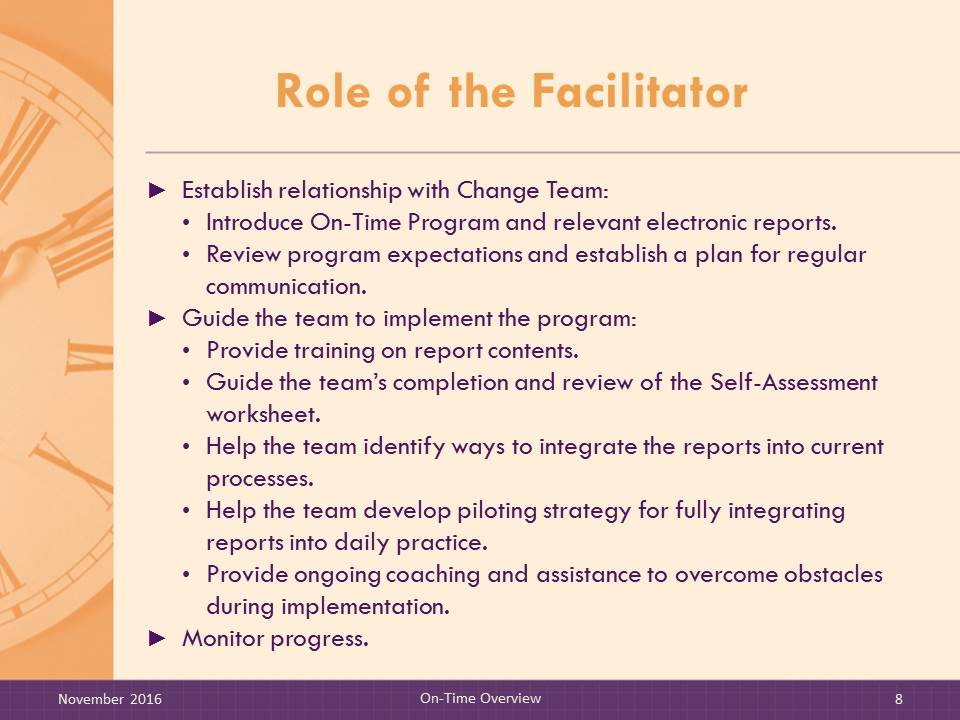 Role of the Facilitator
► Establish relationship with Change Team:
• Introduce On-Time Program and relevant electronic reports.
• Review program expectations and establish a plan for regular
communication.
► Guide the team to implement the program:
• Provide training on report contents.
• Guide the team’s completion and review of the Self-Assessment
worksheet.
• Help the team identify ways to integrate the reports into current
processes.
• Help the team develop piloting strategy for fully integrating
reports into daily practice.
• Provide ongoing coaching and assistance to overcome obstacles
during implementation.
► Monitor progress.
November 2016
On-Time Overview
8